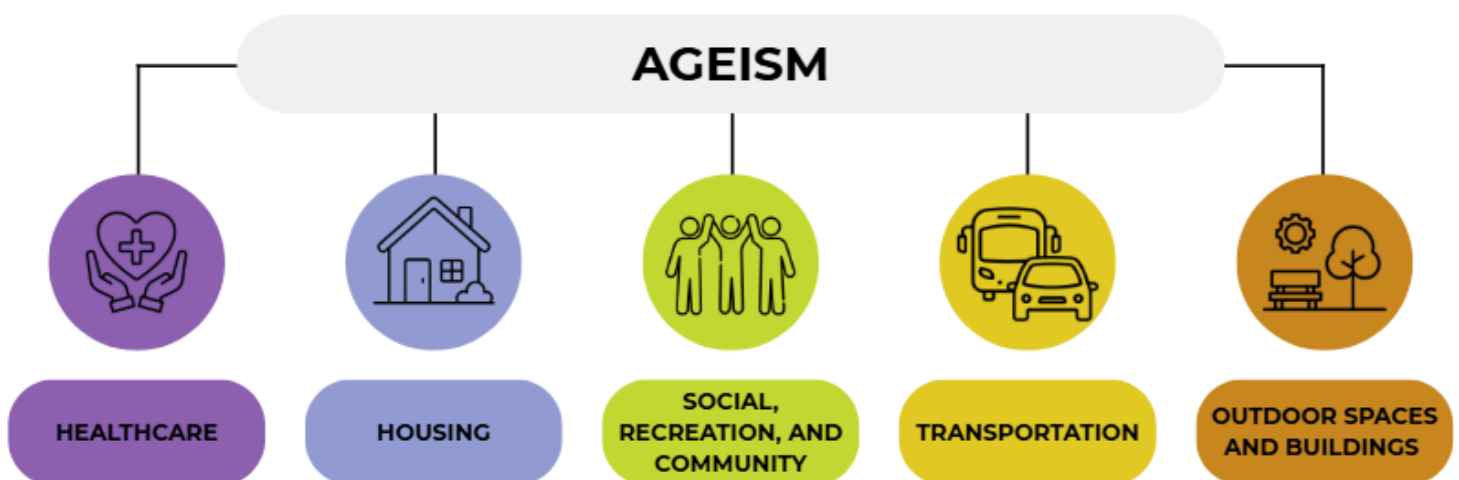 AGEISM
HEALTHCARE
HOUSING
SOCIAL,
RECREATION, AND
COMMUNITY
TRANSPORTATION
OUTDOOR SPACES
AND BUILDINGS